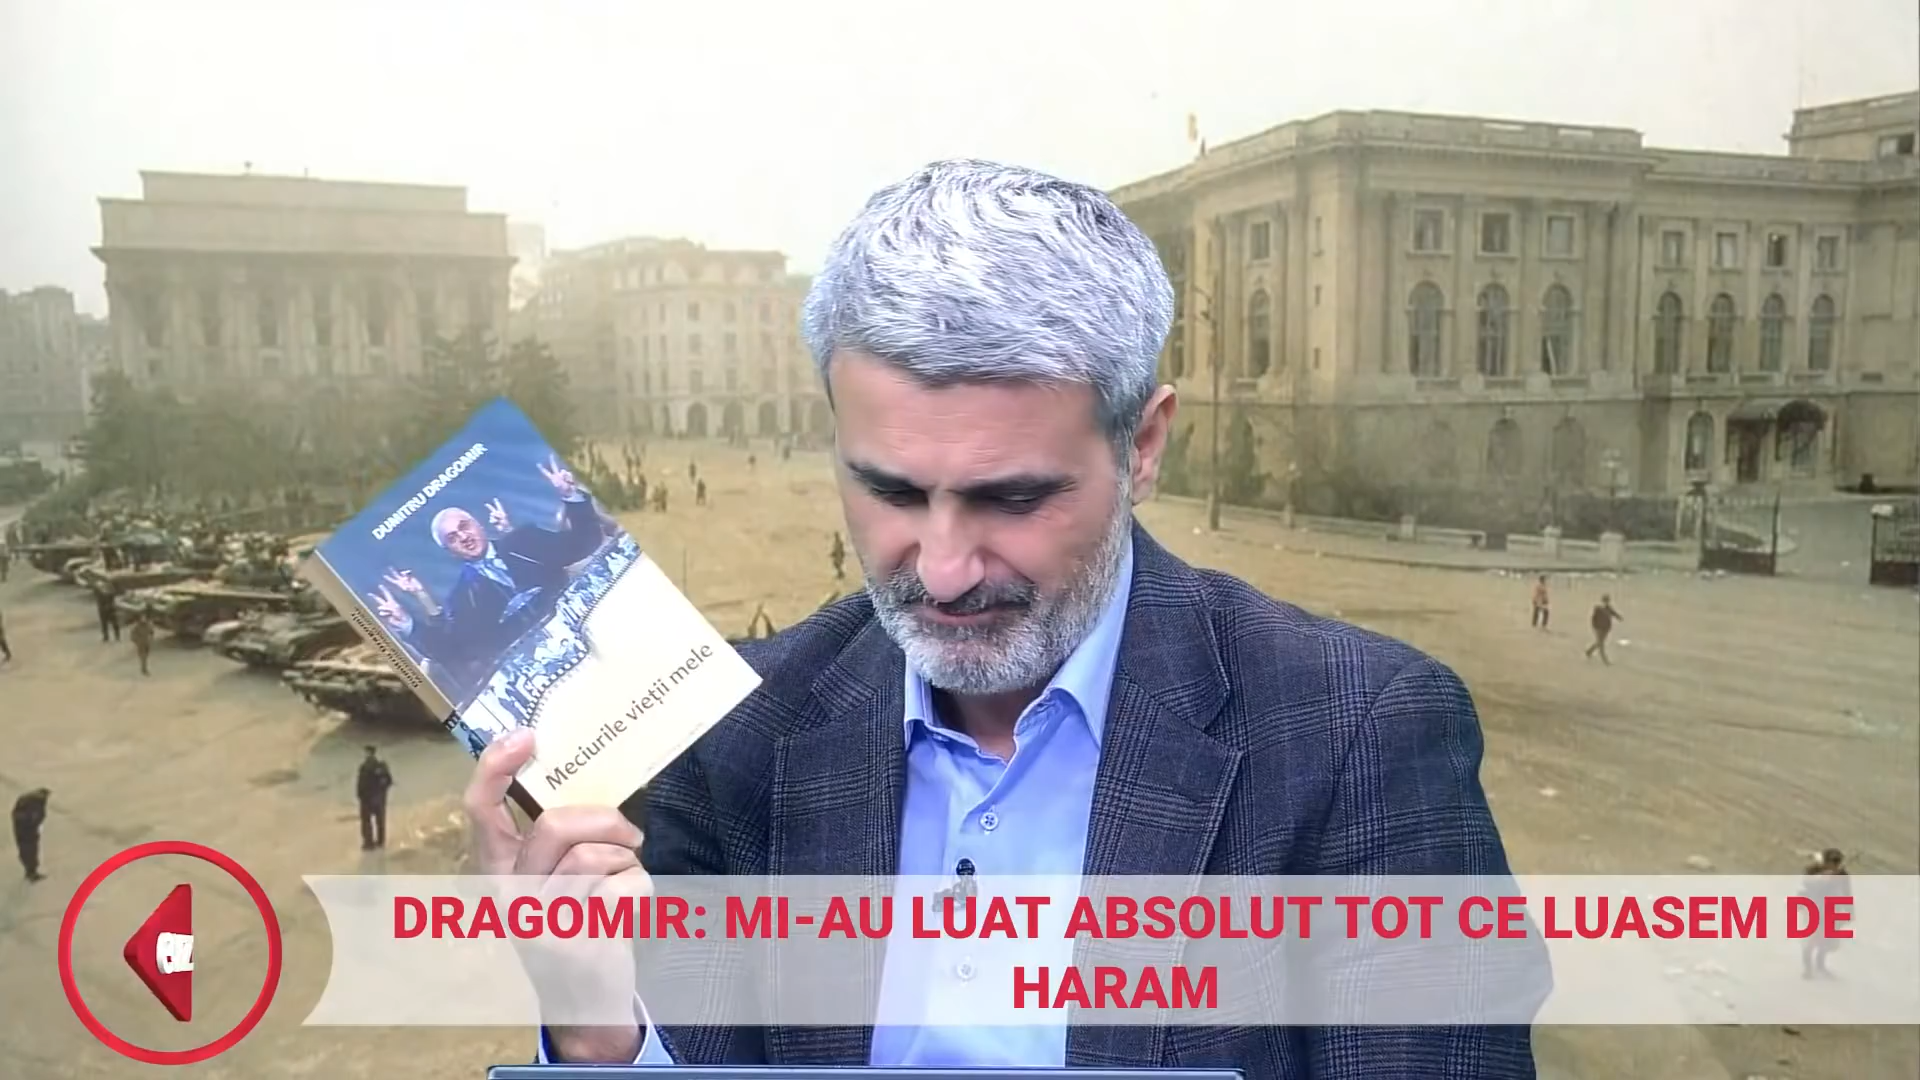 DUMITRU DRAGOMIR
Meciurile vieții mele
DRAGOMIR: MI-AU LUAT ABSOLUT TOT CE LUASEM DE
HARAM